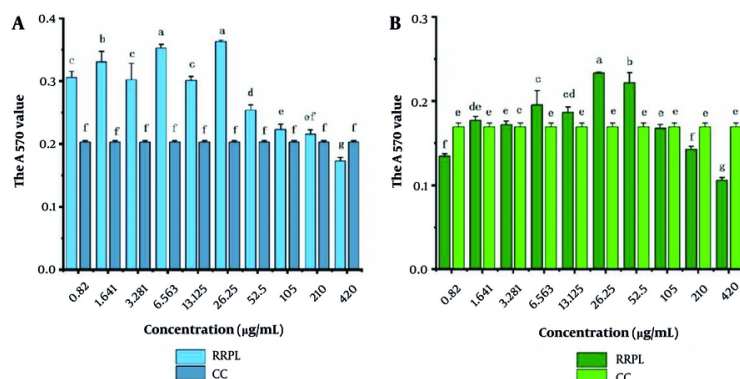 A
The A 570 value
0.4
0.3
0.2
0.1
0.0
c f b f c f a f c f a f d f e f ef f g f
0.82 1.641 3.281 6.563 13.125 26.25 52.5 105 210 420
Concentration (µg/mL)
RRPL
CC
B
The A 570 value
0.3
0.2
0.1
0.0
f e de e e e c e cd e a e b e e e f e g e
0.82 1.641 3.281 6.563 13.125 26.25 52.5 105 210 420
Concentration (µg/mL)
RRPL
CC